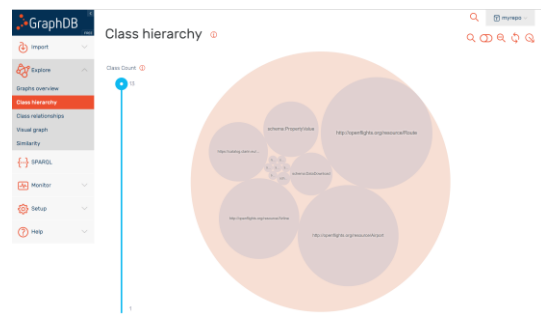 GraphDB
FREE
Import
Explore
Graphs overview
Class hierarchy
Class relationships
Visual graph
Similarity
SPARQL
Monitor
Setup
Help
Class hierarchy
myrepo
Class Count
13
1
schema:PropertyValue
http://openflights.org/resource/Route
schema:DataDownload
http://openflights.org/resource/Airline
http://openflights.org/resource/Airport